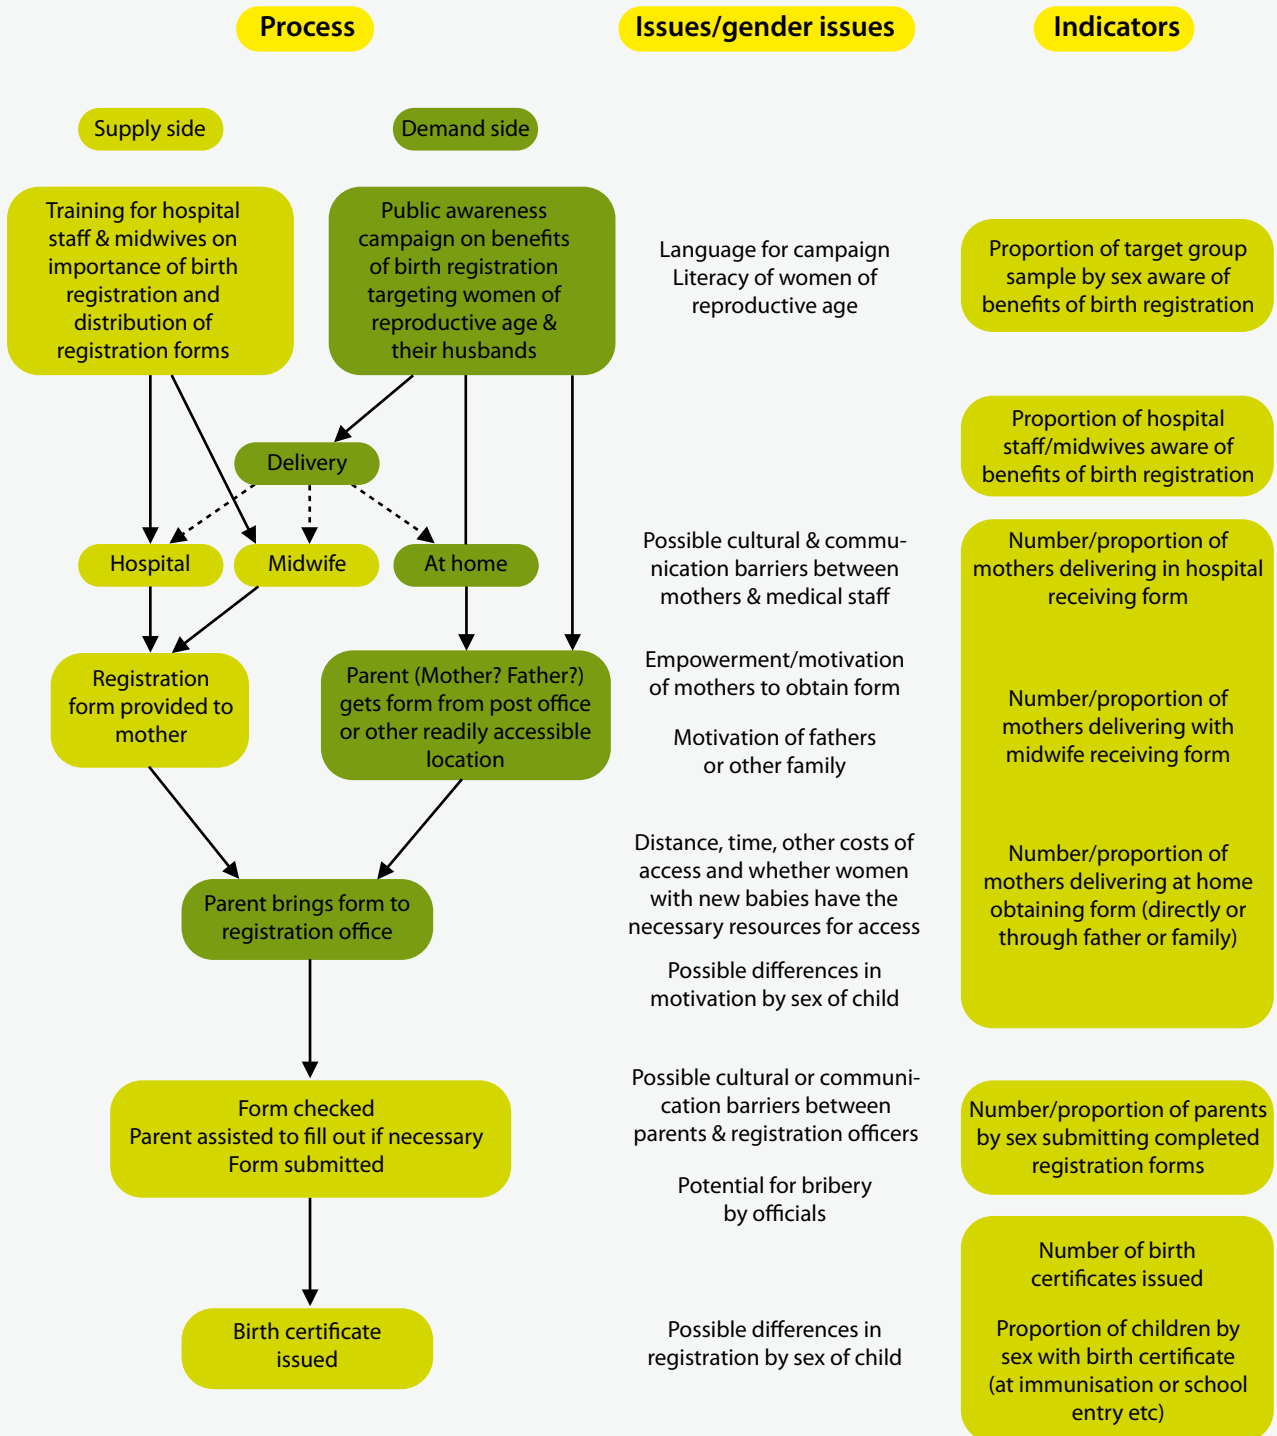 Process
Issues/gender issues
Indicators
Supply side
Demand side
Training for hospital
staff & midwives on
importance of birth
registration and
distribution of
registration forms
Public awareness
campaign on benefits
of birth registration
targeting women of
reproductive age &
their husbands
Language for campaign
Literacy of women of
reproductive age
Proportion of target group
sample by sex aware of
benefits of birth registration
Proportion of hospital
staff/midwives aware of
benefits of birth registration
Delivery
Hospital
Midwife
At home
Possible cultural & commu-
nication barriers between
mothers & medical staff
Number/proportion of
mothers delivering in hospital
receiving form
Registration
form provided to
mother
Parent (Mother? Father?)
gets form from post office
or other readily accessible
location
Empowerment/motivation
of mothers to obtain form
Motivation of fathers
or other family
Number/proportion of
mothers delivering with
midwife receiving form
Parent brings form to
registration office
Distance, time, other costs of
access and whether women
with new babies have the
necessary resources for access
Possible differences in
motivation by sex of child
Number/proportion of
mothers delivering at home
obtaining form (directly or
through father or family)
Form checked
Parent assisted to fill out if necessary
Form submitted
Possible cultural or communi-
cation barriers between
parents & registration officers
Potential for bribery
by officials
Number/proportion of parents
by sex submitting completed
registration forms
Birth certificate
issued
Possible differences in
registration by sex of child
Number of birth
certificates issued
Proportion of children by
sex with birth certificate
(at immunisation or school
entry etc)